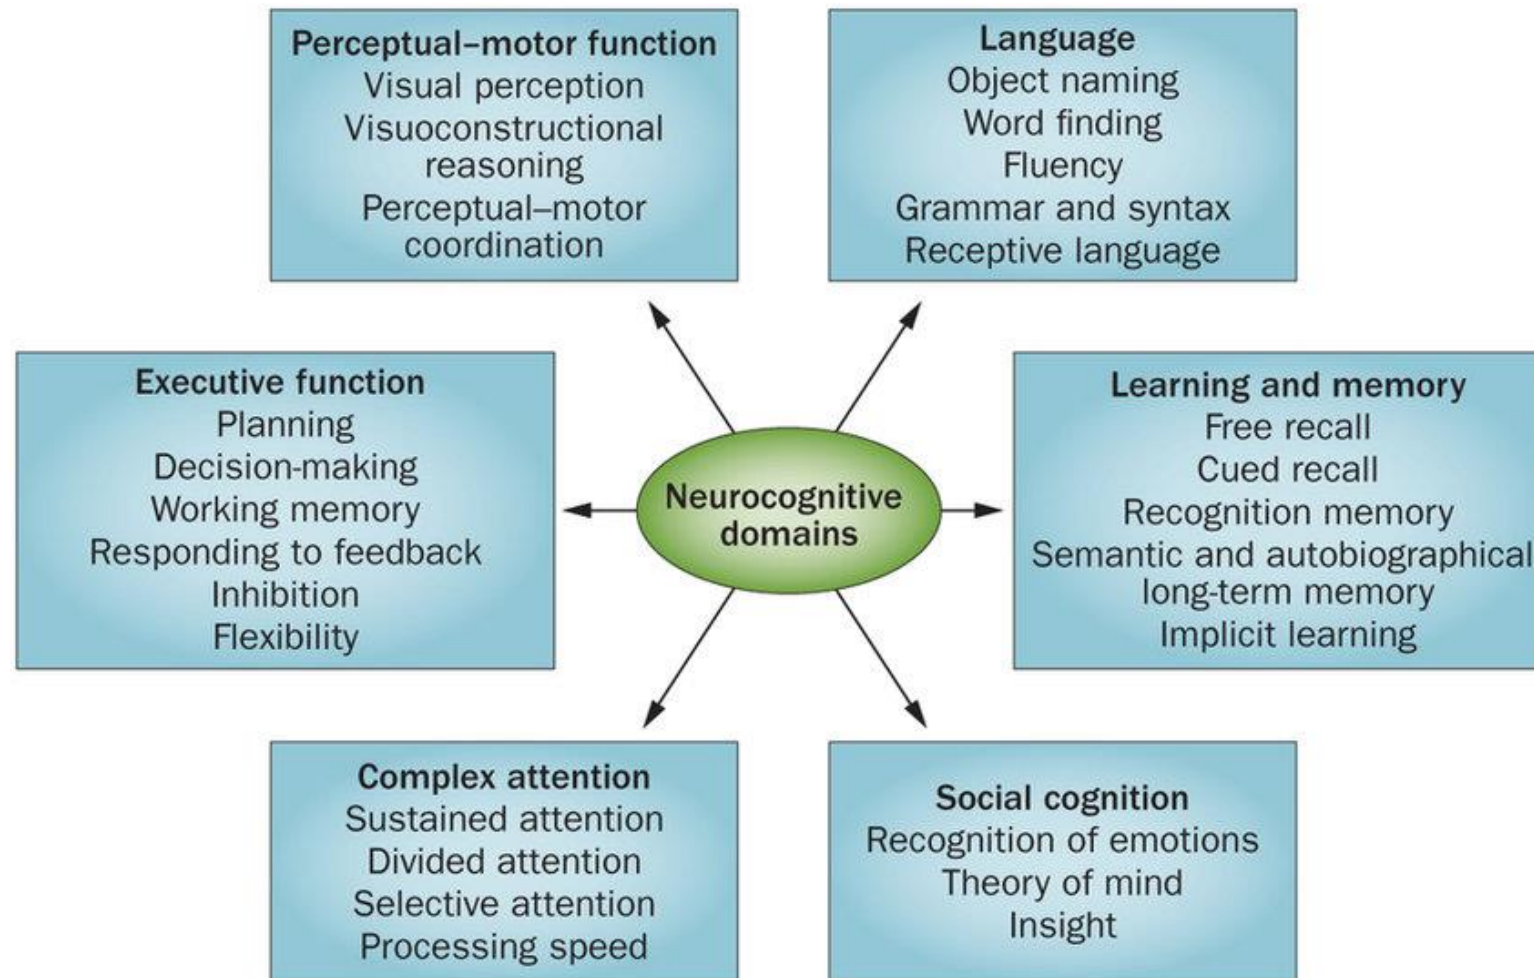 Perceptual–motor function
Visual perception
Visuoconstructional
reasoning
Perceptual–motor
coordination
Language
Object naming
Word finding
Fluency
Grammar and syntax
Receptive language
Executive function
Planning
Decision-making
Working memory
Responding to feedback
Inhibition
Flexibility
Neurocognitive
domains
Learning and memory
Free recall
Cued recall
Recognition memory
Semantic and autobiographical
long-term memory
Implicit learning
Complex attention
Sustained attention
Divided attention
Selective attention
Processing speed
Social cognition
Recognition of emotions
Theory of mind
Insight